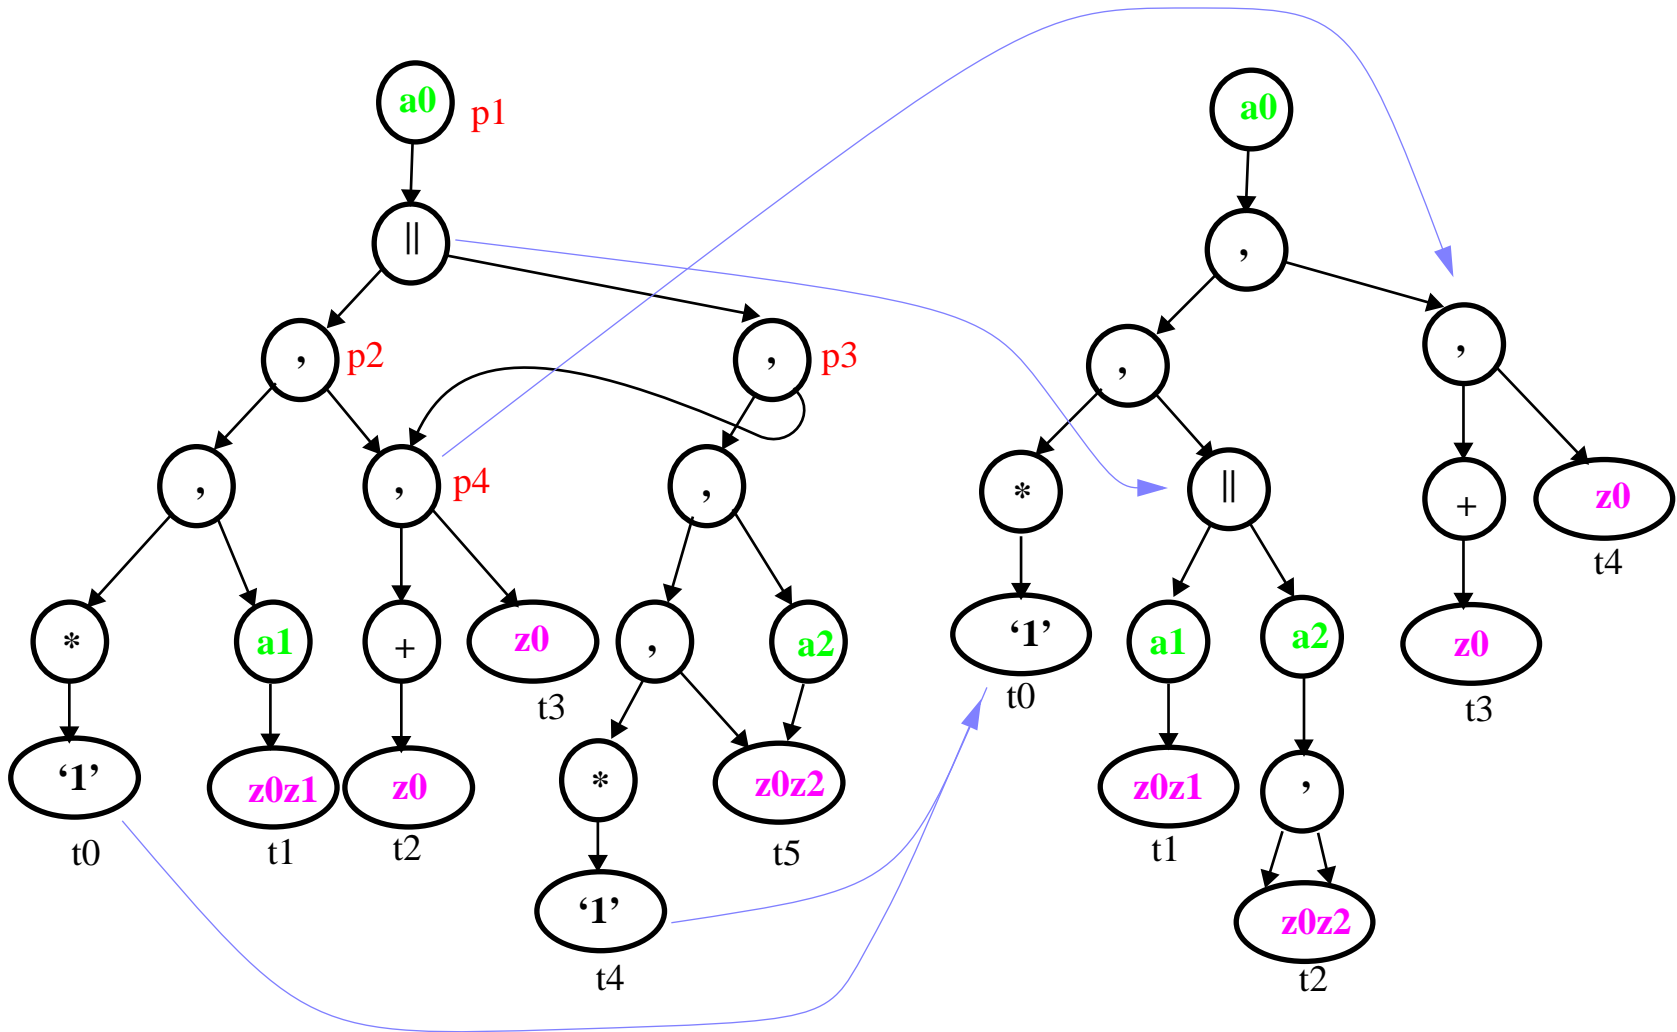 a0 p1 a0
|| ,
, p2 , p3 , ,
, , p4 , * || + z0
t4
* a1 + z0 , a2 ‘1’ a1 a2 z0
t3 t0 t3
‘1’ z0z1 z0 * z0z2 z0z1 ,
t0 t1 t2 t5 t1
‘1’ z0z2
t4 t2